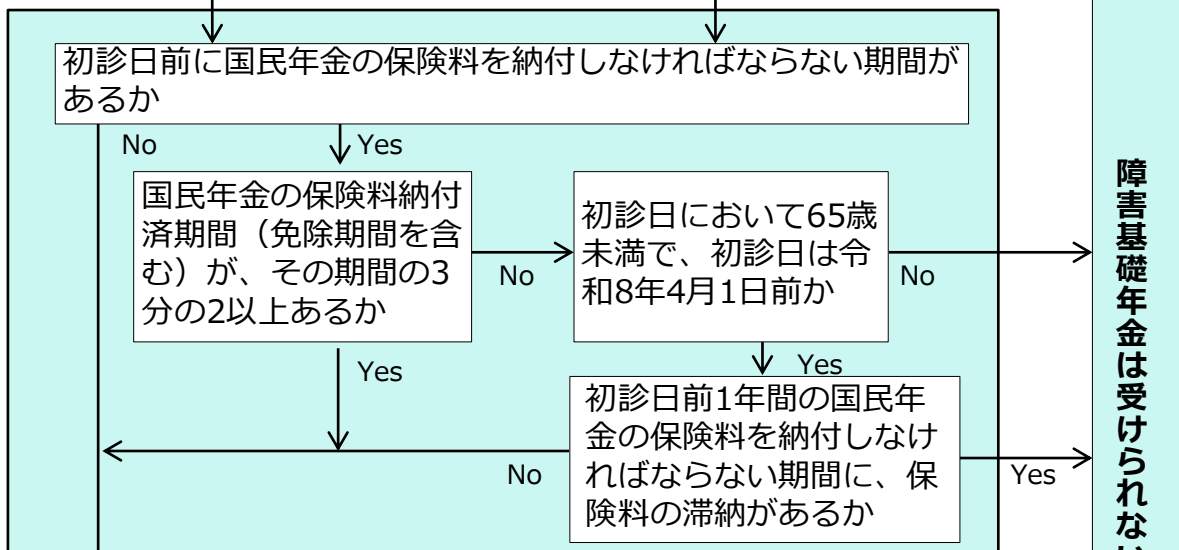 初診日前に国民年金の保険料を納付しなければならない期間が
あるか
No
Yes
国民年金の保険料納付
済期間（免除期間を含
む）が、その期間の3
分の2以上あるか
No
初診日において65歳
未満で、初診日は令
和8年4月1日前か
No
Yes
Yes
初診日前1年間の国民年
金の保険料を納付しなけ
ればならない期間に、保
険料の滞納があるか
No
Yes
障害基礎年金は受けられな